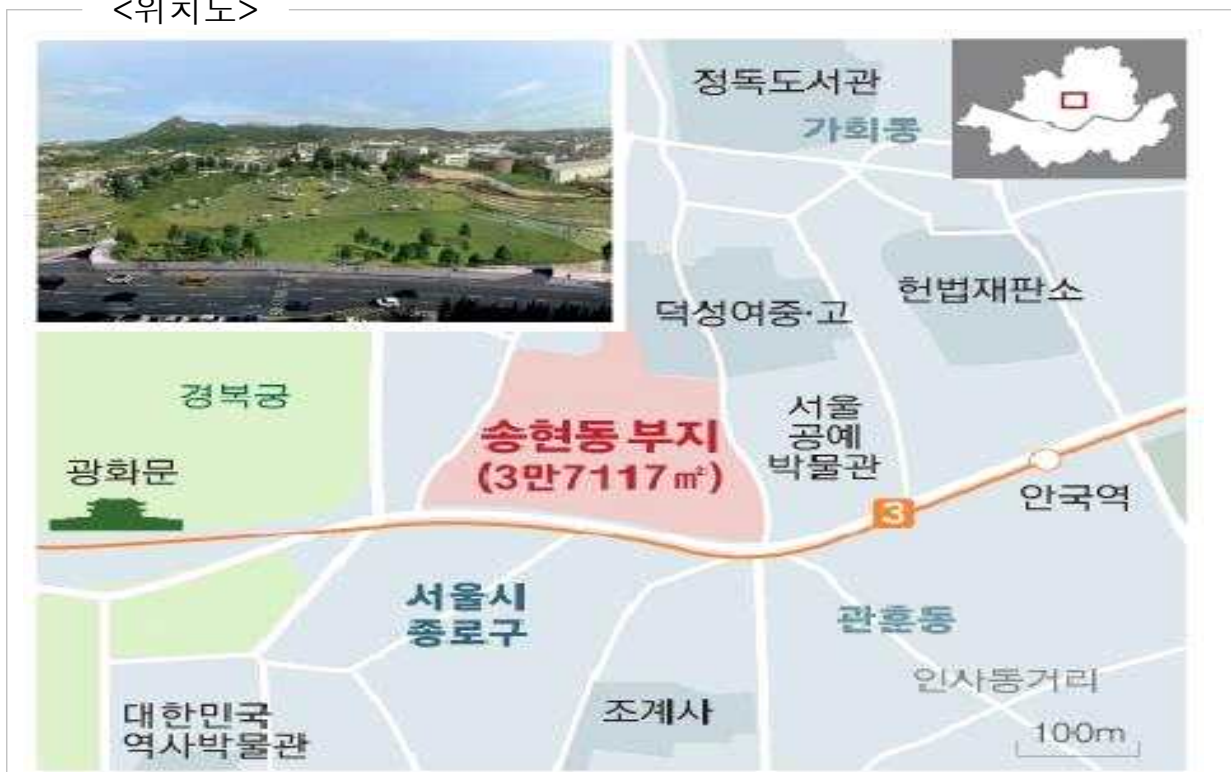 <위치도>
정독도서관
가회동
헌법재판소
덕성여중·고
경복궁
서울
공예
박물관
송현동 부지
(3만7117㎡)
광화문
안국역
3
서울시
종로구
관훈동
인사동거리
조계사
대한민국
역사박물관
100m